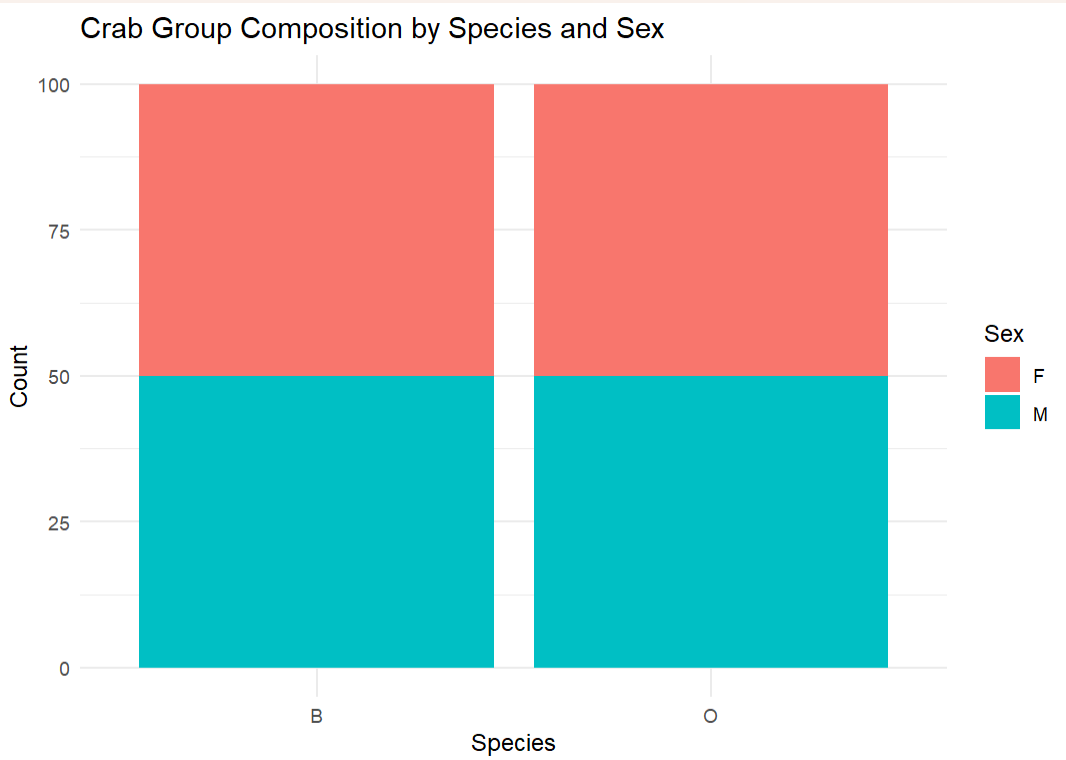 Crab Group Composition by Species and Sex
100
75
50
25
0
Count
B
O
Species
Sex
F
M